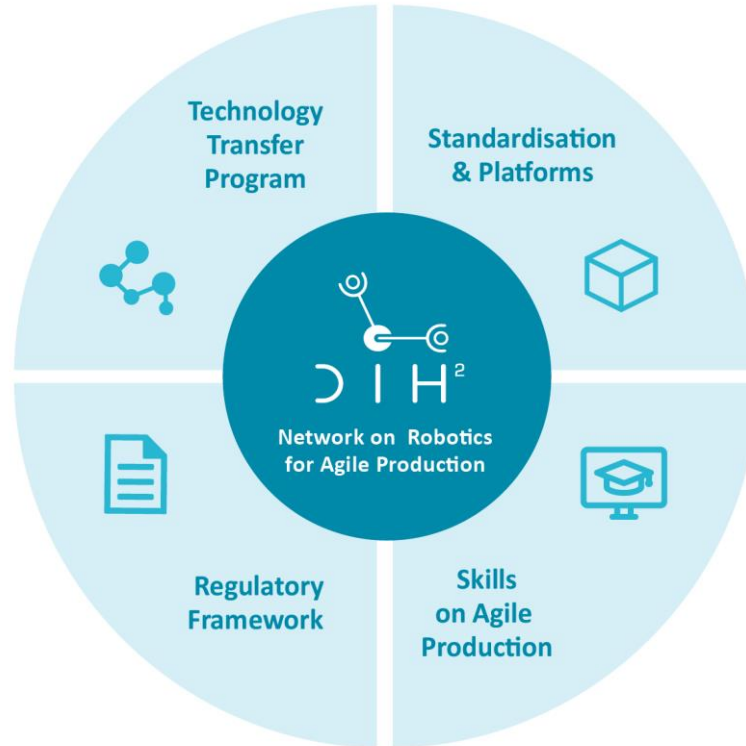 Technology
Transfer
Program
Standardisation
& Platforms
DIH²
Network on Robotics
for Agile Production
Regulatory
Framework
Skills
on Agile
Production